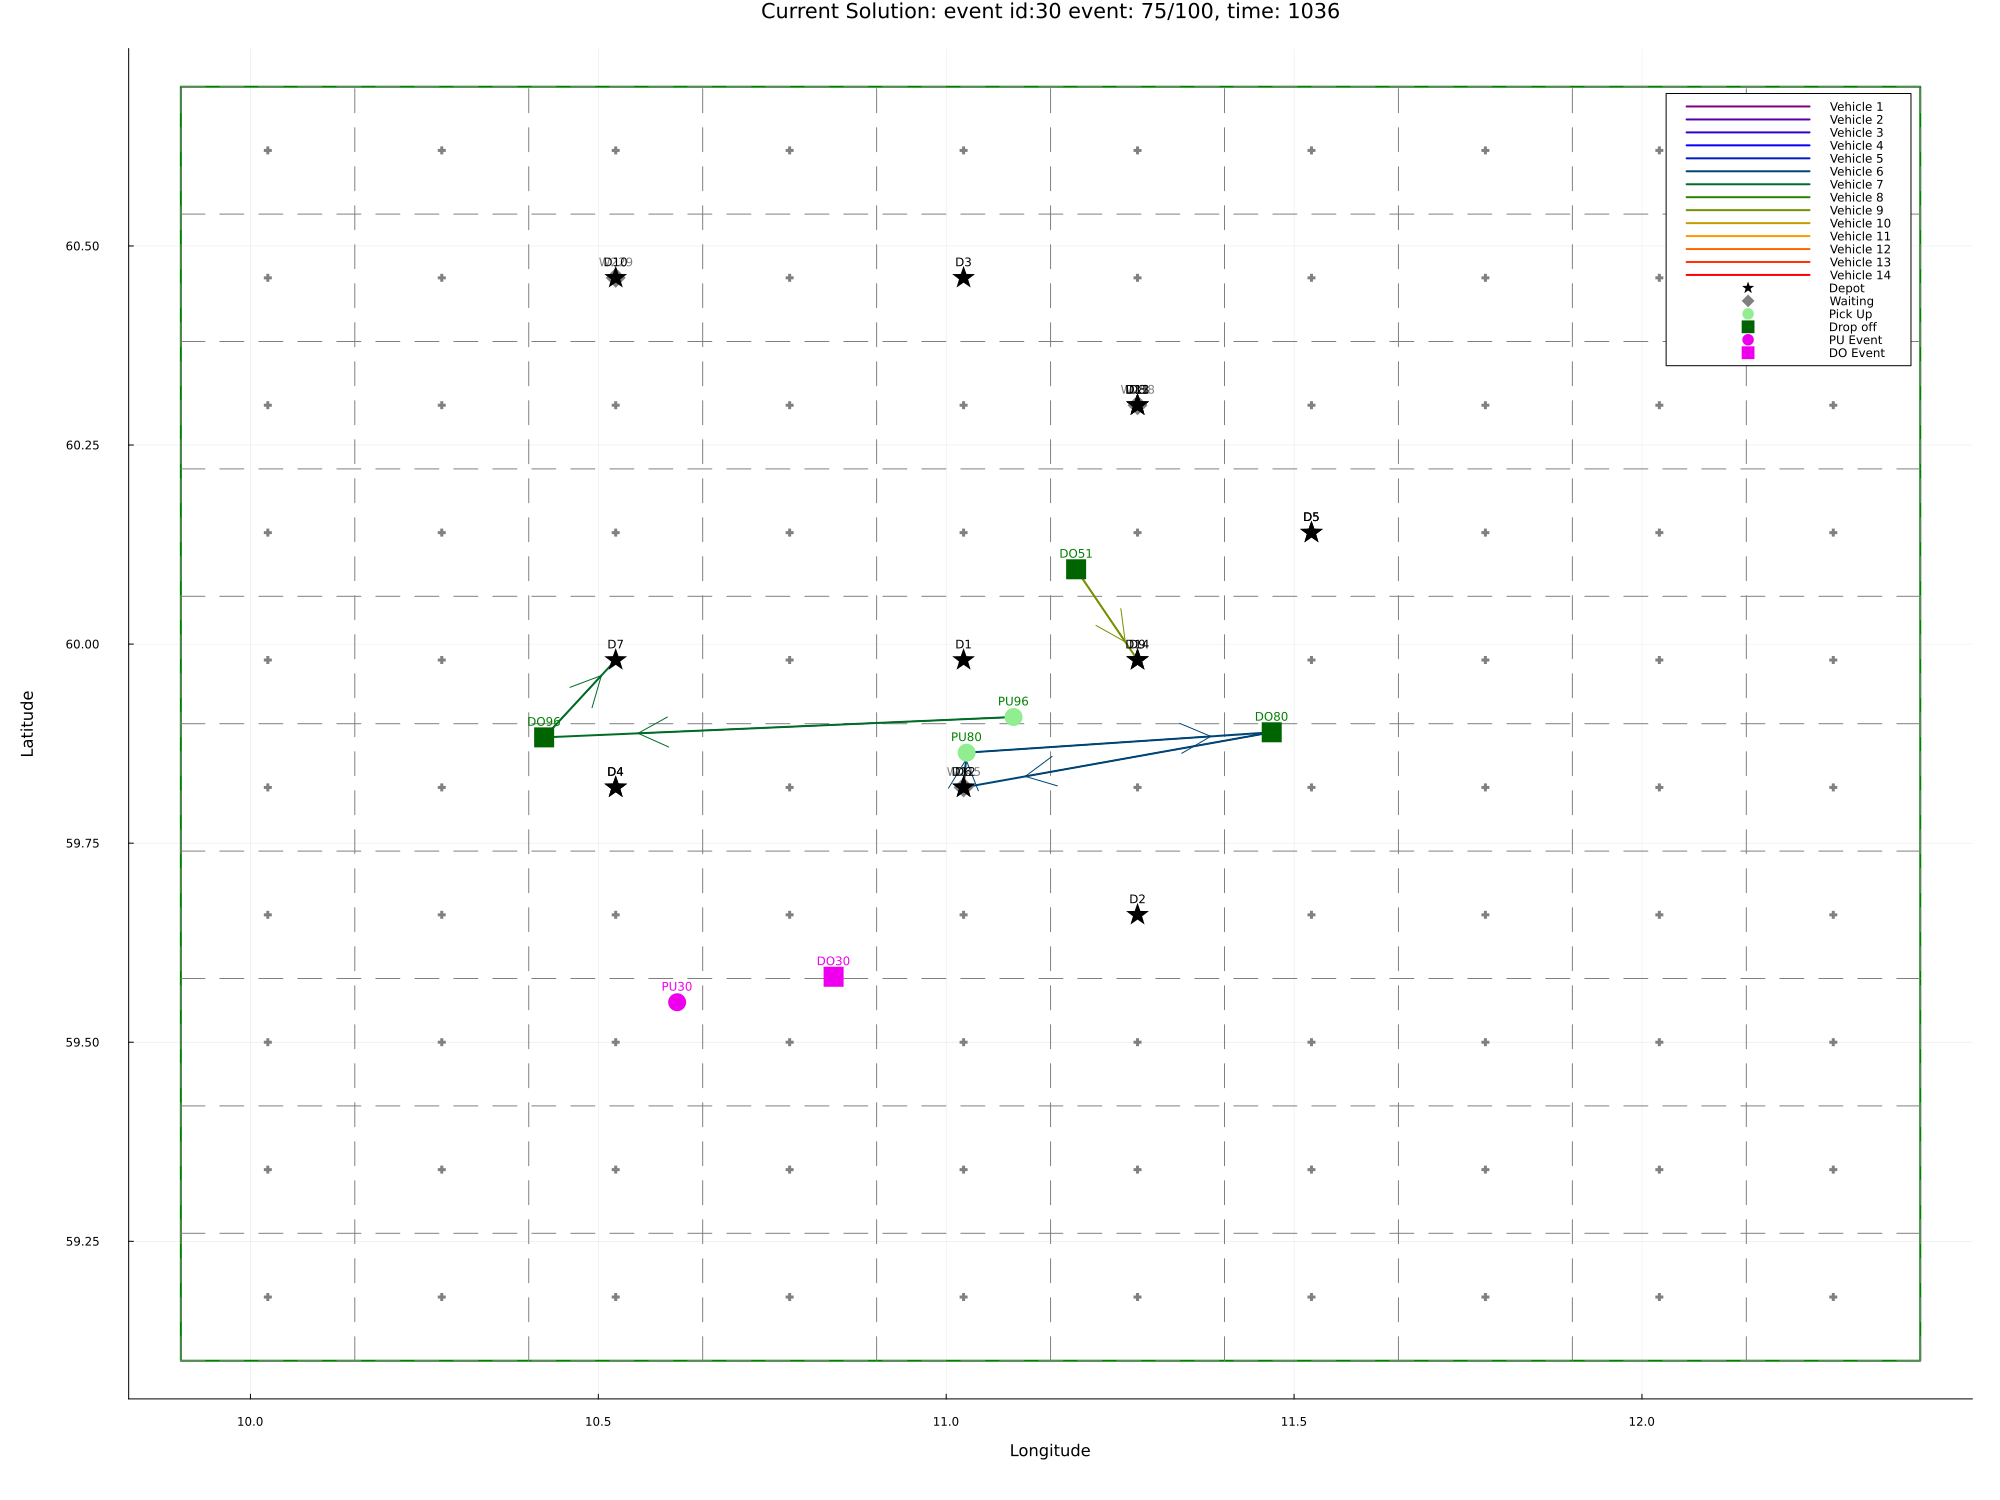 Current Solution: event id:30 event: 75/100, time: 1036
Vehicle 1
Vehicle 2
Vehicle 3
Vehicle 4
Vehicle 5
Vehicle 6
Vehicle 7
Vehicle 8
Vehicle 9
Vehicle 10
Vehicle 11
Vehicle 12
Vehicle 13
Vehicle 14
Depot
Waiting
Pick Up
Drop off
PU Event
DO Event
60.50
D10
D3
60.25
D5
DO51
60.00
D7
D1
PU96
DO96
DO80
PU80
D4
59.75
D2
DO30
PU30
59.50
59.25
10.0
10.5
11.0
11.5
12.0
Longitude
Latitude